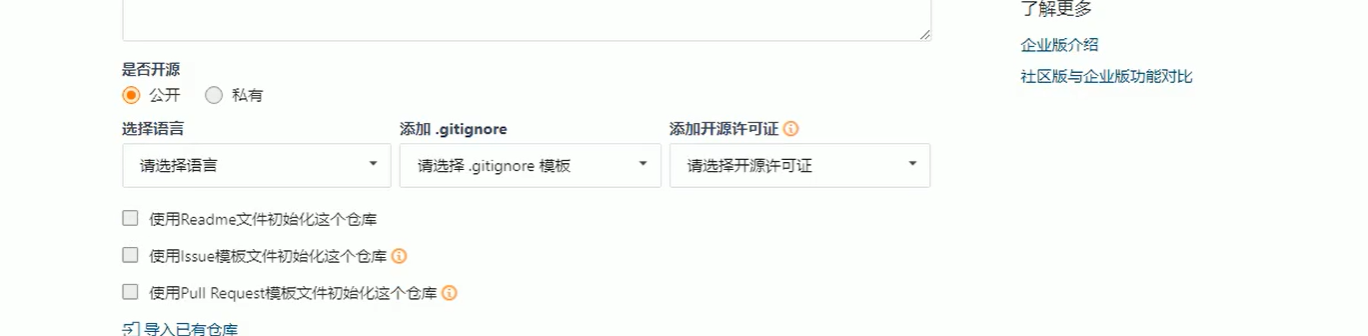 了解更多
企业版介绍
社区版与企业版功能对比
是否开源
公开 私有
选择语言 添加 .gitignore 添加开源许可证
请选择语言 请选择 .gitignore 模板 请选择开源许可证
使用Readme文件初始化这个仓库
使用Issue模板文件初始化这个仓库
使用Pull Request模板文件初始化这个仓库
导入已有仓库